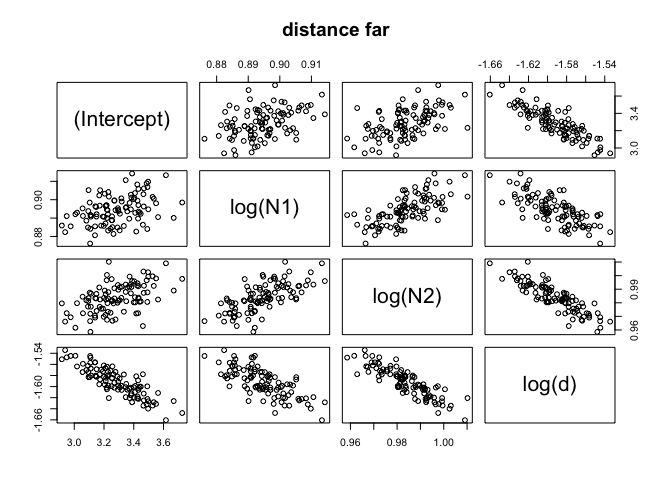 distance far
0.88 0.89 0.90 0.91
-1.66 -1.62 -1.58 -1.54
(Intercept)
3.0 3.4
0.88 0.90
log(N1)
log(N2)
0.96 0.99
-1.66 -1.60 -1.54
log(d)
3.0 3.2 3.4 3.6
0.96 0.98 1.00